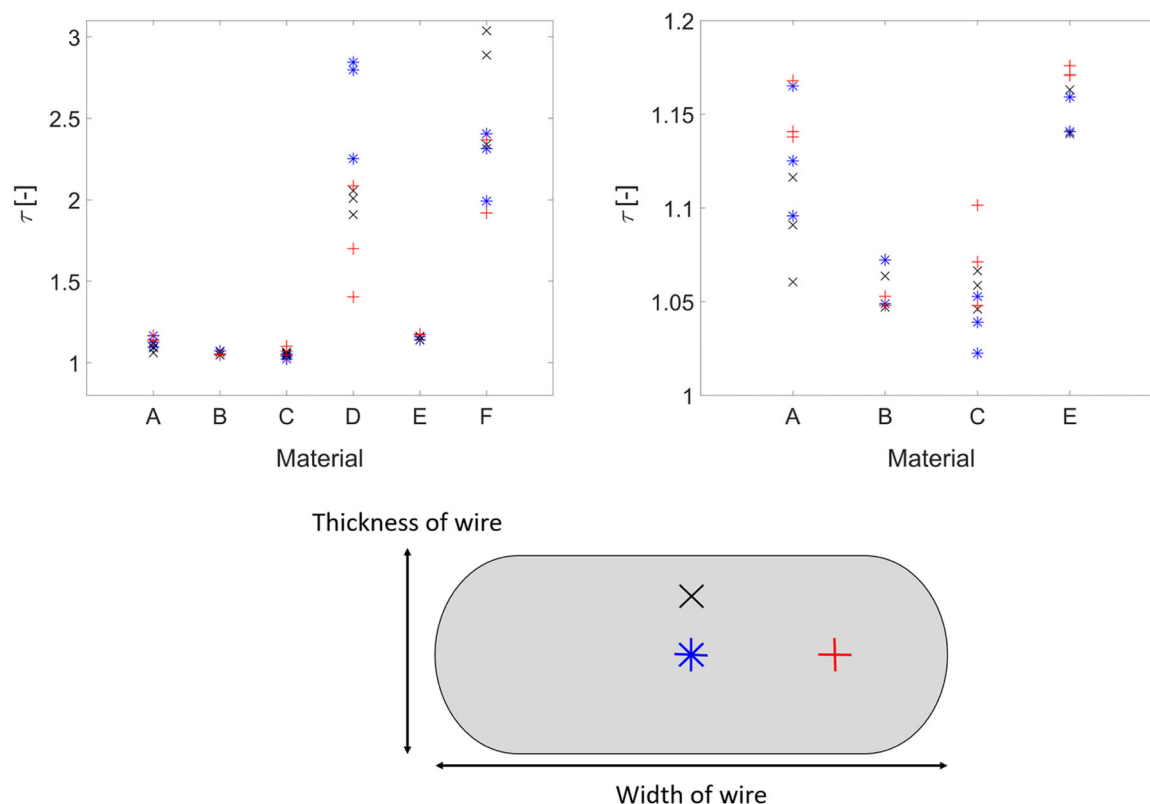 3
2.5
2
1.5
1
τ [-]
A B C D E F
Material
1.2
1.15
1.1
1.05
1
τ [-]
A B C E
Material
Thickness of wire
Width of wire